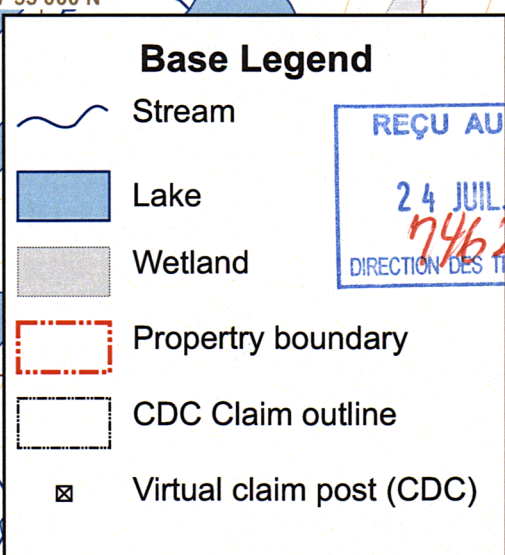 Base Legend
Stream
REÇU AU
Lake
24 JUIL.
Wetland
DIRECTION DES
Propertry boundary
CDC Claim outline
Virtual claim post (CDC)